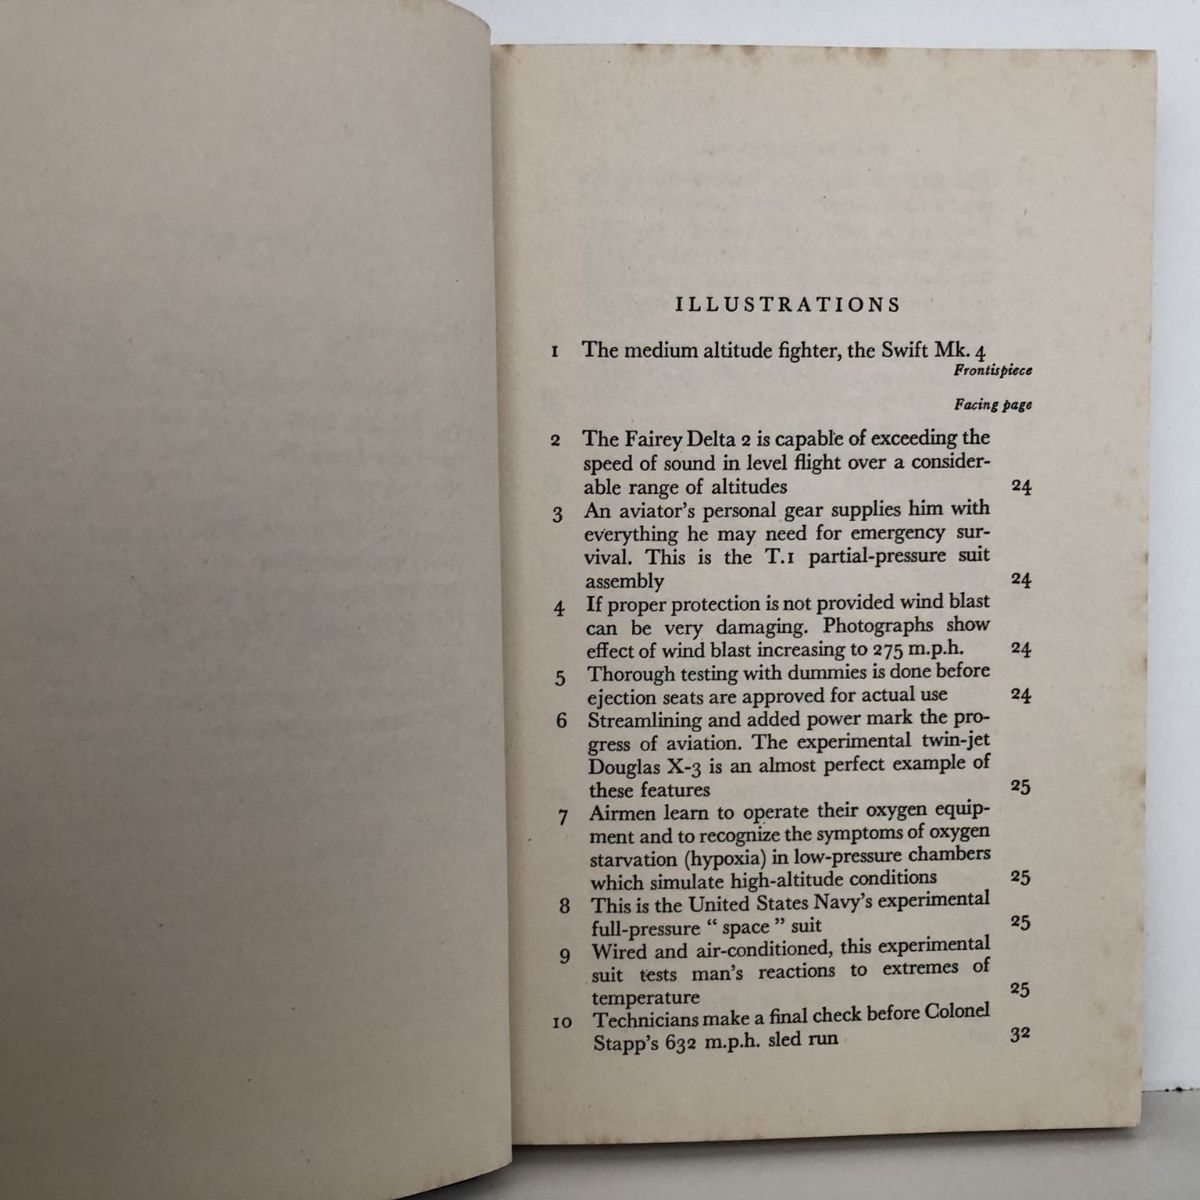 ILLUSTRATIONS
1 The medium altitude fighter, the Swift Mk. 4
Frontispiece
Facing page
2 The Fairey Delta 2 is capable of exceeding the
speed of sound in level flight over a consider-
able range of altitudes 24
3 An aviator's personal gear supplies him with
everything he may need for emergency sur-
vival. This is the T.1 partial-pressure suit
assembly 24
4 If proper protection is not provided wind blast
can be very damaging. Photographs show
effect of wind blast increasing to 275 m.p.h. 24
5 Thorough testing with dummies is done before
ejection seats are approved for actual use 24
6 Streamlining and added power mark the pro-
gress of aviation. The experimental twin-jet
Douglas X-3 is an almost perfect example of
these features 25
7 Airmen learn to operate their oxygen equip-
ment and to recognize the symptoms of oxygen
starvation (hypoxia) in low-pressure chambers
which simulate high-altitude conditions 25
8 This is the United States Navy's experimental
full-pressure " space " suit 25
9 Wired and air-conditioned, this experimental
suit tests man's reactions to extremes of
temperature 25
10 Technicians make a final check before Colonel
Stapp's 632 m.p.h. sled run 32